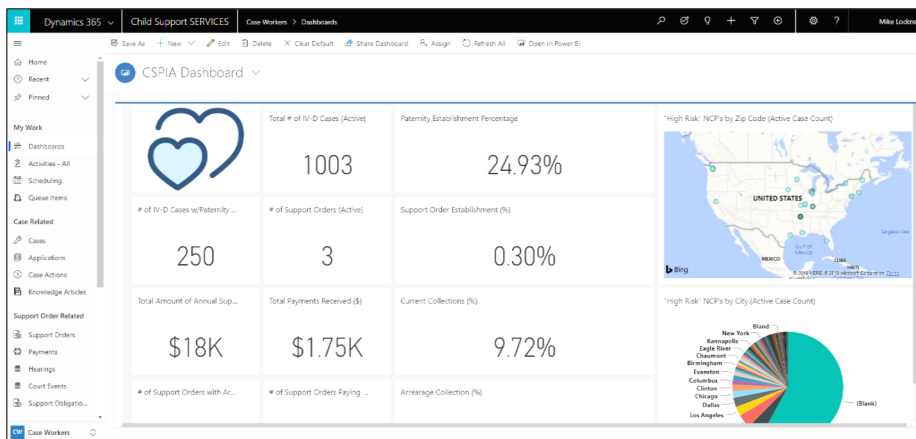 Dynamics 365
Child Support SERVICES
Case Workers > Dashboards
Mike Lockne
Save As
New
Edit
Delete
Clear Default
Share Dashboard
Assign
Refresh All
Open in Power BI
Home
Recent
Pinned
My Work
Dashboards
Activities - All
Scheduling
Queue Items
Case Related
Cases
Applications
Case Actions
Knowledge Articles
Support Order Related
Support Orders
Payments
Hearings
Court Events
Support Obligatio...
CW Case Workers
CSPIA Dashboard
Total # of IV-D Cases (Active)
1003
Paternity Establishment Percentage
24.93%
# of IV-D Cases w/Paternity ...
250
# of Support Orders (Active)
3
Support Order Establishment (%)
0.30%
Total Amount of Annual Sup...
$18K
Total Payments Received ($)
$1.75K
Current Collections (%)
9.72%
# of Support Orders with Ac...
# of Support Orders Paying ...
Arrearage Collection (%)
"High Risk" NCP's by Zip Code (Active Case Count)
UNITED STATES
Sargasso Sea
Gulf of
Mexico
MEXICO
CUBA
HAITI
Bing
© 2018 HERE, © 2018 Microsoft Corporation Terms
"High Risk" NCP's by City (Active Case Count)
Bland
New York
Kannapolis
Eagle River
Chaumont
Birmingham
Evanston
Columbus
Clinton
Chicago
Dallas
Los Angeles
(Blank)